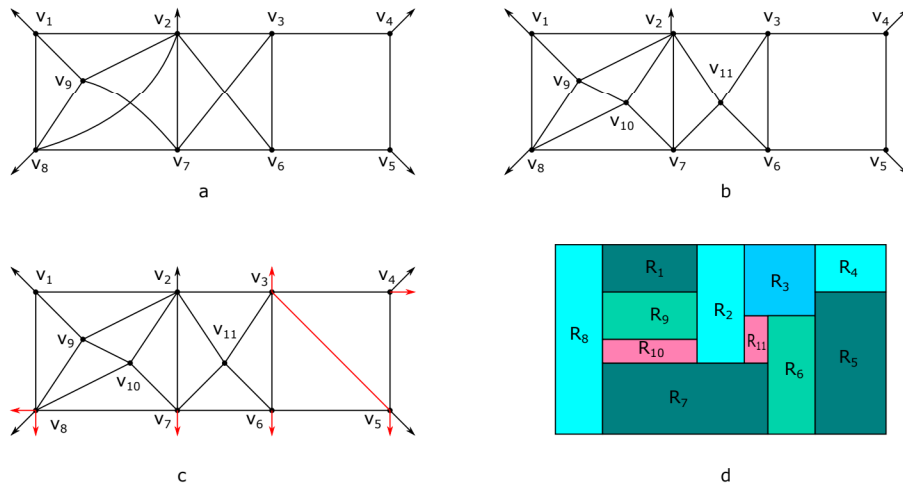 v1 v2 v3 v4
v9
v8 v7 v6 v5
a
v1 v2 v3 v4
v9 v11
v10
v8 v7 v6 v5
b
v1 v2 v3 v4
v9 v11
v10
v8 v7 v6 v5
c
R1 R3 R4
R8 R9 R2
R10 R11 R6 R5
R7
d